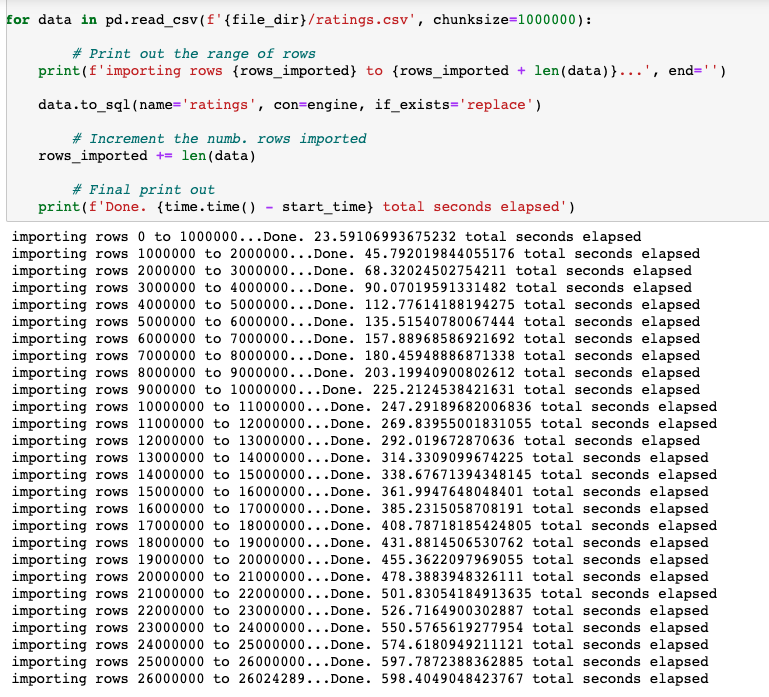 for data in pd.read_csv(f'{file_dir}/ratings.csv', chunksize=1000000):
# Print out the range of rows
print(f'importing rows {rows_imported} to {rows_imported + len(data)}...', end='')
data.to_sql(name='ratings', con=engine, if_exists='replace')
# Increment the numb. rows imported
rows_imported += len(data)
# Final print out
print(f'Done. {time.time() - start_time} total seconds elapsed')
importing rows 0 to 1000000...Done. 23.59106993675232 total seconds elapsed
importing rows 1000000 to 2000000...Done. 45.792019844055176 total seconds elapsed
importing rows 2000000 to 3000000...Done. 68.32024502754211 total seconds elapsed
importing rows 3000000 to 4000000...Done. 90.07019591331482 total seconds elapsed
importing rows 4000000 to 5000000...Done. 112.77614188194275 total seconds elapsed
importing rows 5000000 to 6000000...Done. 135.51540780067444 total seconds elapsed
importing rows 6000000 to 7000000...Done. 157.88968586921692 total seconds elapsed
importing rows 7000000 to 8000000...Done. 180.45948886871338 total seconds elapsed
importing rows 8000000 to 9000000...Done. 203.19940900802612 total seconds elapsed
importing rows 9000000 to 10000000...Done. 225.2124538421631 total seconds elapsed
importing rows 10000000 to 11000000...Done. 247.29189682006836 total seconds elapsed
importing rows 11000000 to 12000000...Done. 269.83955001831055 total seconds elapsed
importing rows 12000000 to 13000000...Done. 292.019672870636 total seconds elapsed
importing rows 13000000 to 14000000...Done. 314.3309099674225 total seconds elapsed
importing rows 14000000 to 15000000...Done. 338.67671394348145 total seconds elapsed
importing rows 15000000 to 16000000...Done. 361.9947648048401 total seconds elapsed
importing rows 16000000 to 17000000...Done. 385.2315058708191 total seconds elapsed
importing rows 17000000 to 18000000...Done. 408.78718185424805 total seconds elapsed
importing rows 18000000 to 19000000...Done. 431.8814506530762 total seconds elapsed
importing rows 19000000 to 20000000...Done. 455.3622097969055 total seconds elapsed
importing rows 20000000 to 21000000...Done. 478.3883948326111 total seconds elapsed
importing rows 21000000 to 22000000...Done. 501.83054184913635 total seconds elapsed
importing rows 22000000 to 23000000...Done. 526.7164900302887 total seconds elapsed
importing rows 23000000 to 24000000...Done. 550.5765619277954 total seconds elapsed
importing rows 24000000 to 25000000...Done. 574.6180949211121 total seconds elapsed
importing rows 25000000 to 26000000...Done. 597.7872388362885 total seconds elapsed
importing rows 26000000 to 26024289...Done. 598.4049048423767 total seconds elapsed